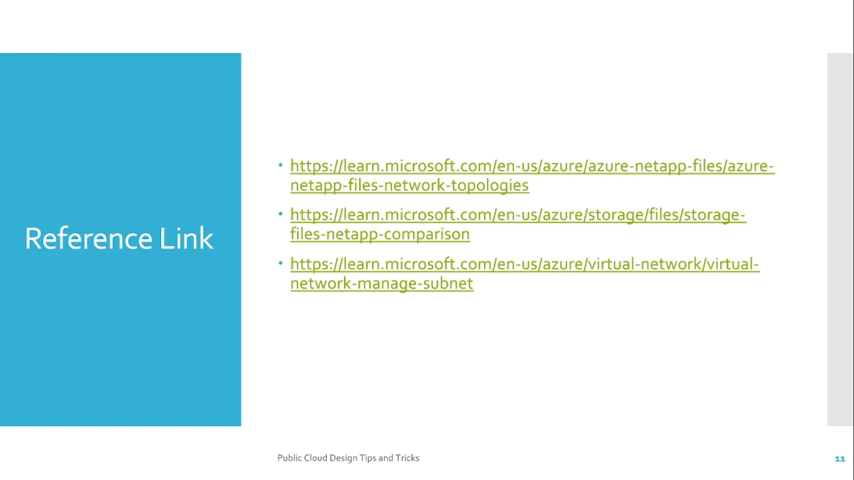 Reference Link
• https://learn.microsoft.com/en-us/azure/azure-netapp-files/azure-
netapp-files-network-topologies
• https://learn.microsoft.com/en-us/azure/storage/files/storage-
files-netapp-comparison
• https://learn.microsoft.com/en-us/azure/virtual-network/virtual-
network-manage-subnet
Public Cloud Design Tips and Tricks
11